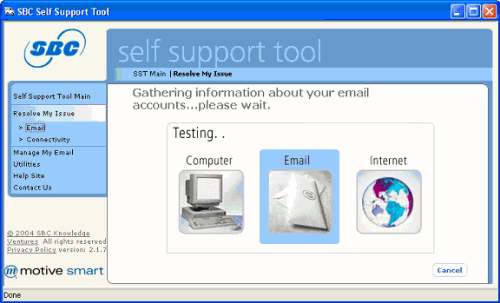 SBC Self Support Tool
SBC
self support tool
SST Main | Resolve My Issue
Self Support Tool Main
Resolve My Issue
> Email
> Connectivity
Manage My Email
Utilities
Help Site
Contact Us
Gathering information about your email
accounts...please wait.
Testing. .
Computer
Email
Internet
© 2004 SBC Knowledge
Ventures All rights reserved
Privacy Policy version: 2.1.7
m motive smart
Cancel
Done